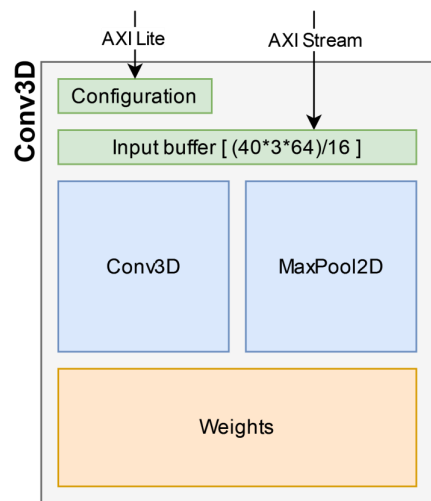 AXI Lite
AXI Stream
Conv3D
Configuration
Input buffer [ (40*3*64)/16 ]
Conv3D
MaxPool2D
Weights